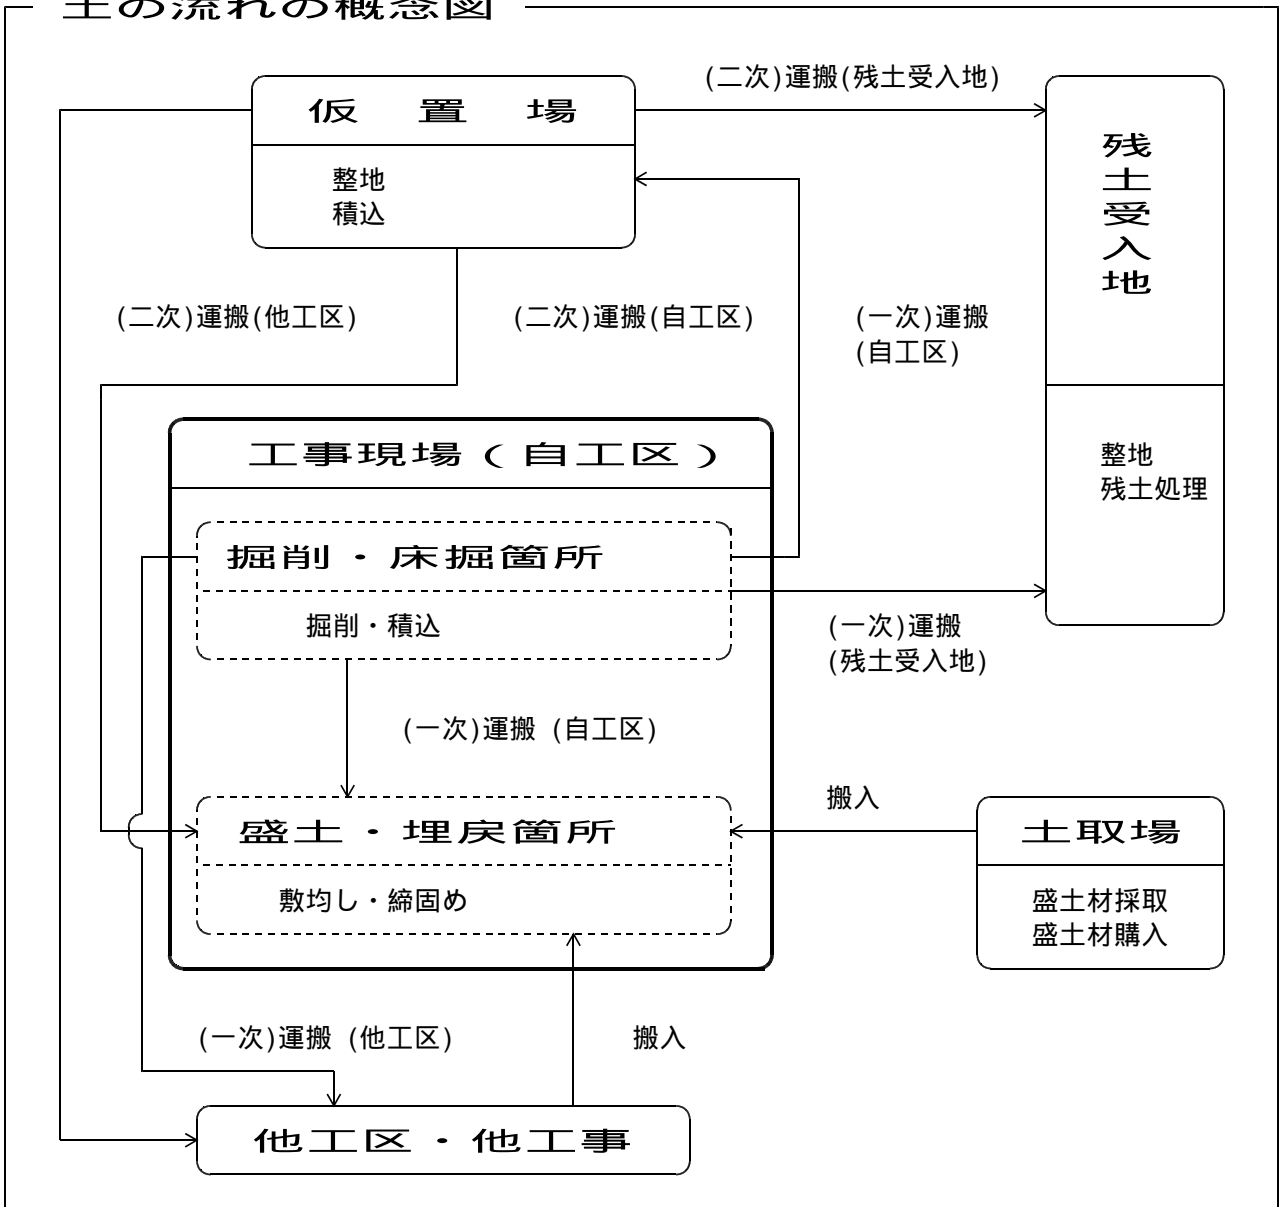 土の流れの概念図
(二次)運搬(残土受入地)
仮 置 場
整地
積込
残土受入地
(二次)運搬(他工区)
(二次)運搬(自工区)
(一次)運搬
(自工区)
工事現場(自工区)
整地
残土処理
掘削・床掘箇所
掘削・積込
(一次)運搬
(残土受入地)
(一次)運搬 (自工区)
搬入
盛土・埋戻箇所
敷均し・締固め
土取場
盛土材採取
盛土材購入
(一次)運搬 (他工区)
搬入
他工区・他工事